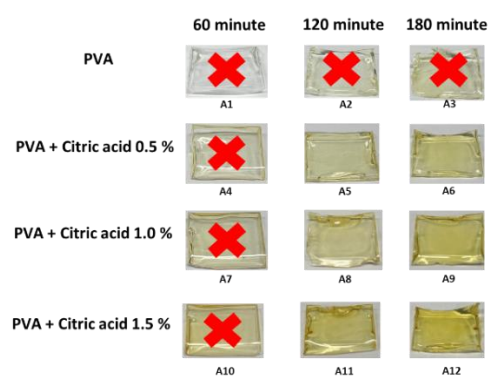 60 minute 120 minute 180 minute
PVA
A1 A2 A3
PVA + Citric acid 0.5 %
A4 A5 A6
PVA + Citric acid 1.0 %
A7 A8 A9
PVA + Citric acid 1.5 %
A10 A11 A12